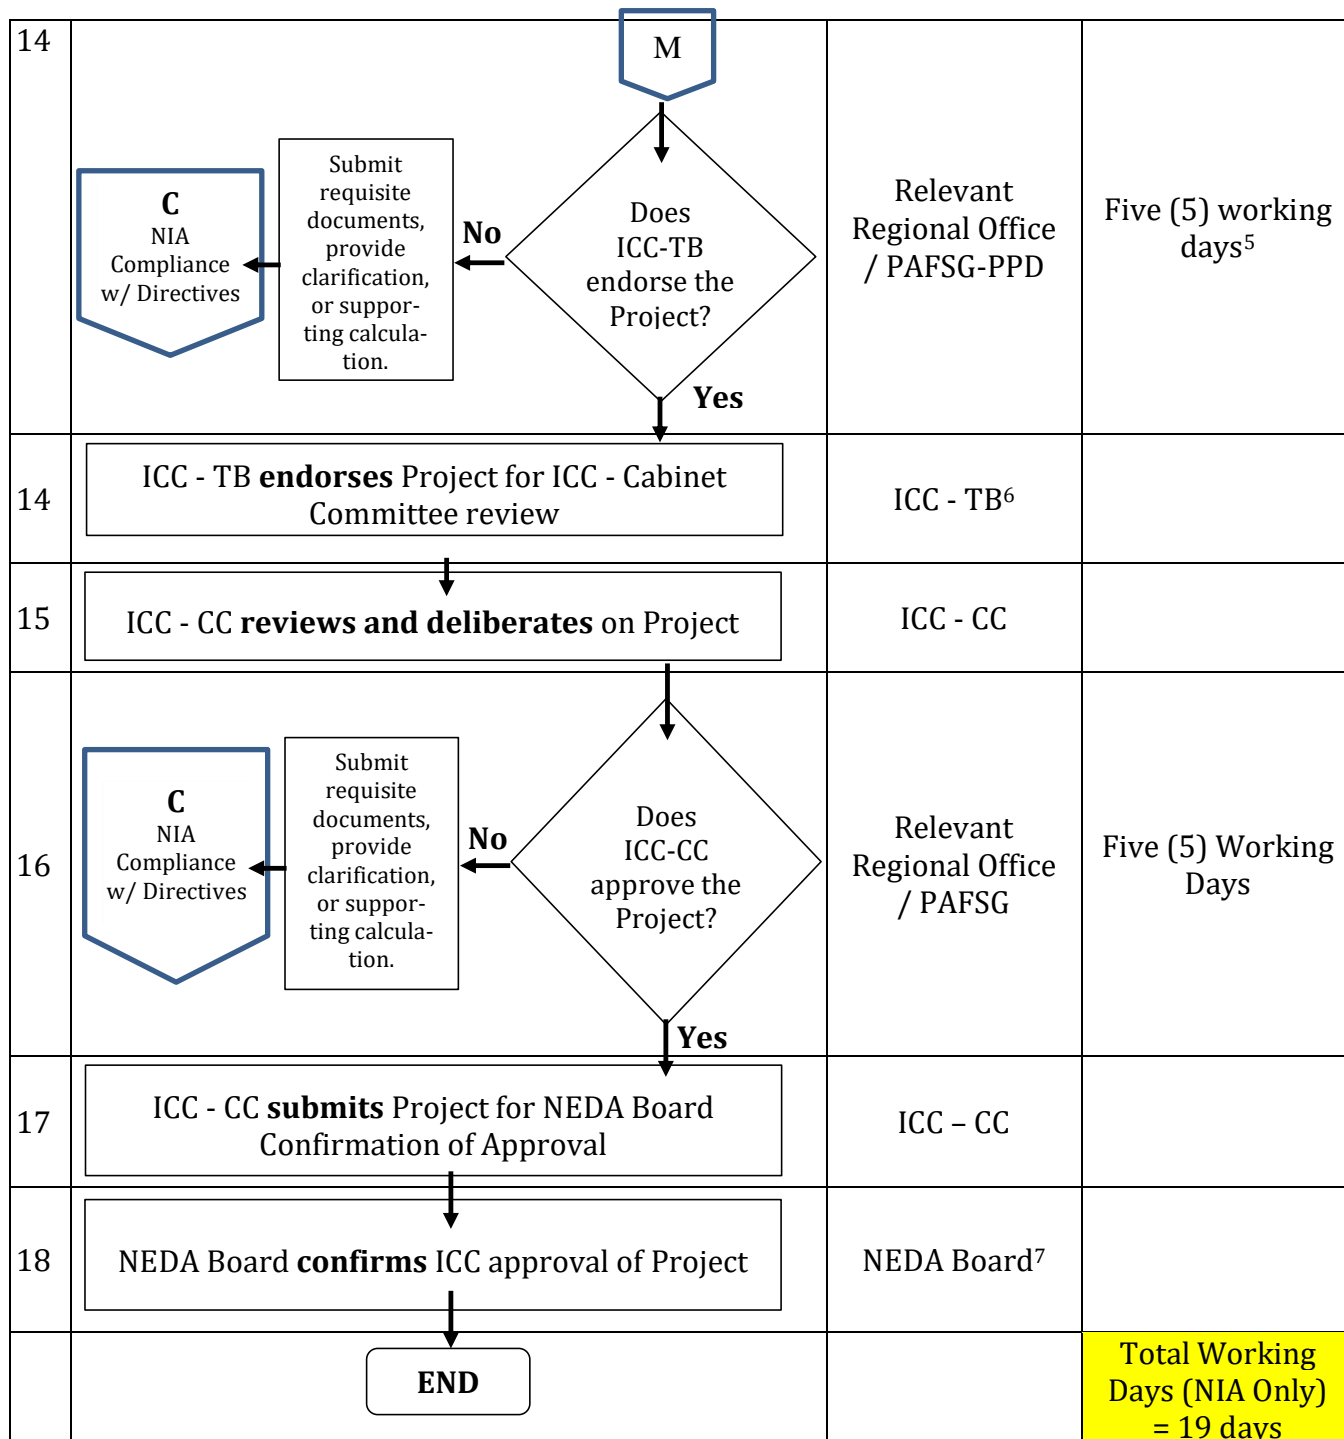 14
M
C
NIA
Compliance
w/ Directives
Submit
requisite
documents,
provide
clarification,
or suppor-
ting calcula-
tion.
No
Does
ICC-TB
endorse the
Project?
Yes
Relevant
Regional Office
/ PAFSG-PPD
Five (5) working
days5
14
ICC - TB endorses Project for ICC - Cabinet
Committee review
ICC - TB6
15
ICC - CC reviews and deliberates on Project
ICC - CC
16
C
NIA
Compliance
w/ Directives
Submit
requisite
documents,
provide
clarification,
or suppor-
ting calcula-
tion.
No
Does
ICC-CC
approve the
Project?
Yes
Relevant
Regional Office
/ PAFSG
Five (5) Working
Days
17
ICC - CC submits Project for NEDA Board
Confirmation of Approval
ICC – CC
18
NEDA Board confirms ICC approval of Project
NEDA Board7
END
Total Working
Days (NIA Only)
= 19 days